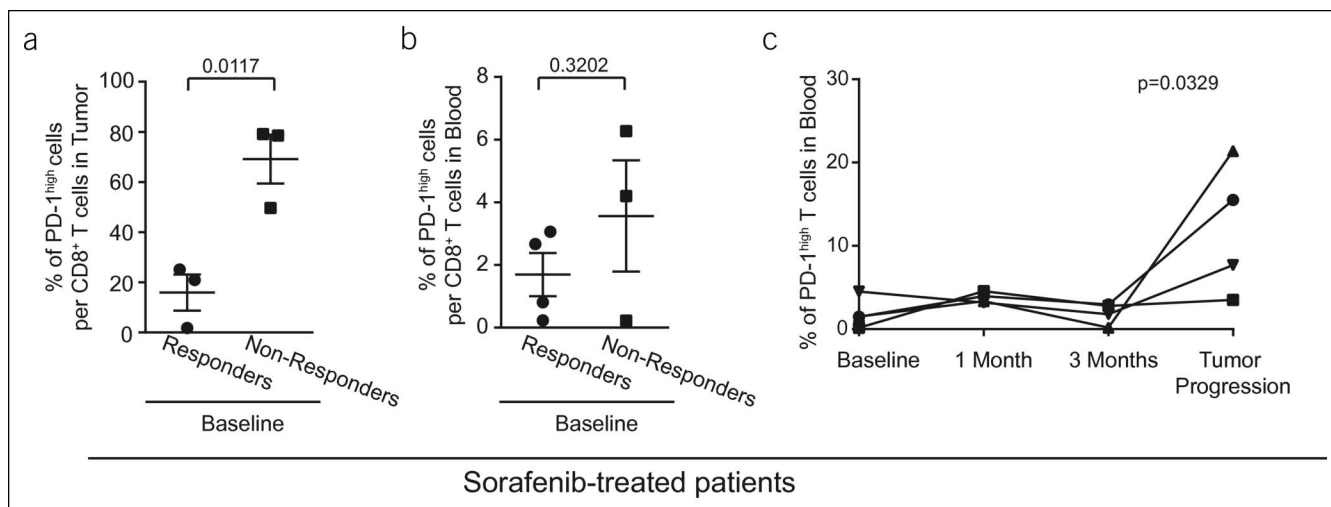 a
0.0117
% of PD-1high cells
per CD8+ T cells in Tumor
100
80
60
40
20
0
Responders
Non-Responders
Baseline
b
0.3202
% of PD-1high cells
per CD8+ T cells in Blood
8
6
4
2
0
Responders
Non-Responders
Baseline
c
p=0.0329
% of PD-1high T cells in Blood
30
20
10
0
Baseline
1 Month
3 Months
Tumor
Progression
Sorafenib-treated patients